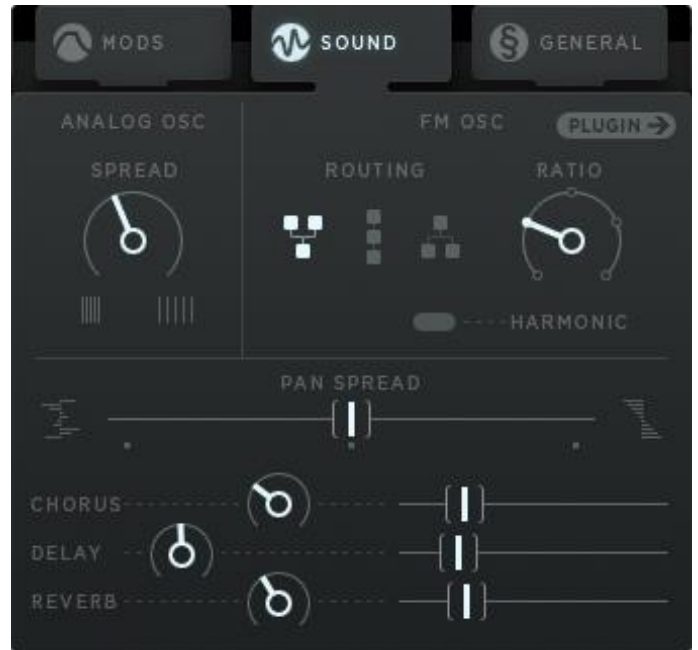 MODS
SOUND
§ GENERAL
ANALOG OSC
FM OSC
PLUGIN →
SPREAD
ROUTING
RATIO
HARMONIC
PAN SPREAD
CHORUS
DELAY
REVERB